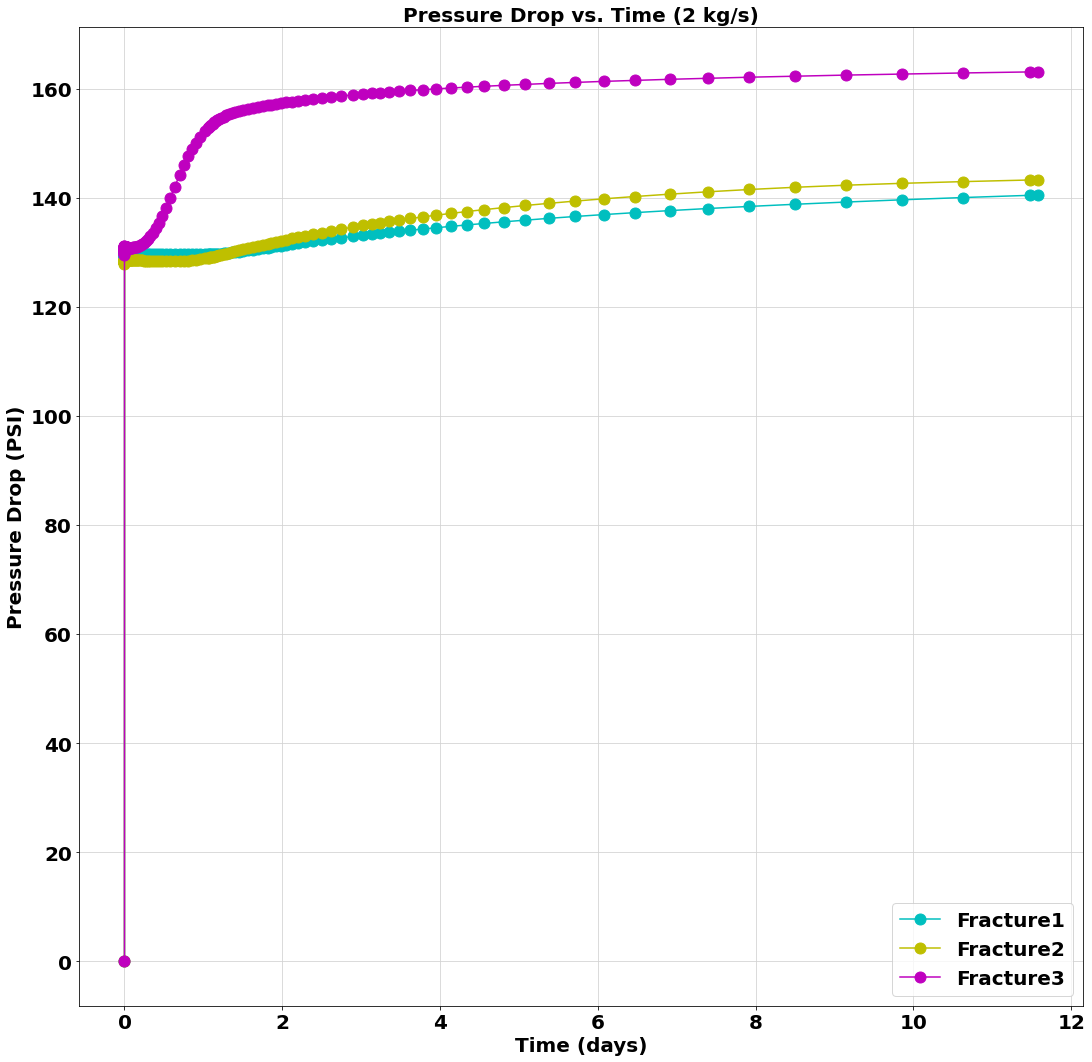 Pressure Drop vs. Time (2 kg/s)
Pressure Drop (PSI)
160
140
120
100
80
60
40
20
0
0 2 4 6 8 10 12
Time (days)
Fracture1
Fracture2
Fracture3